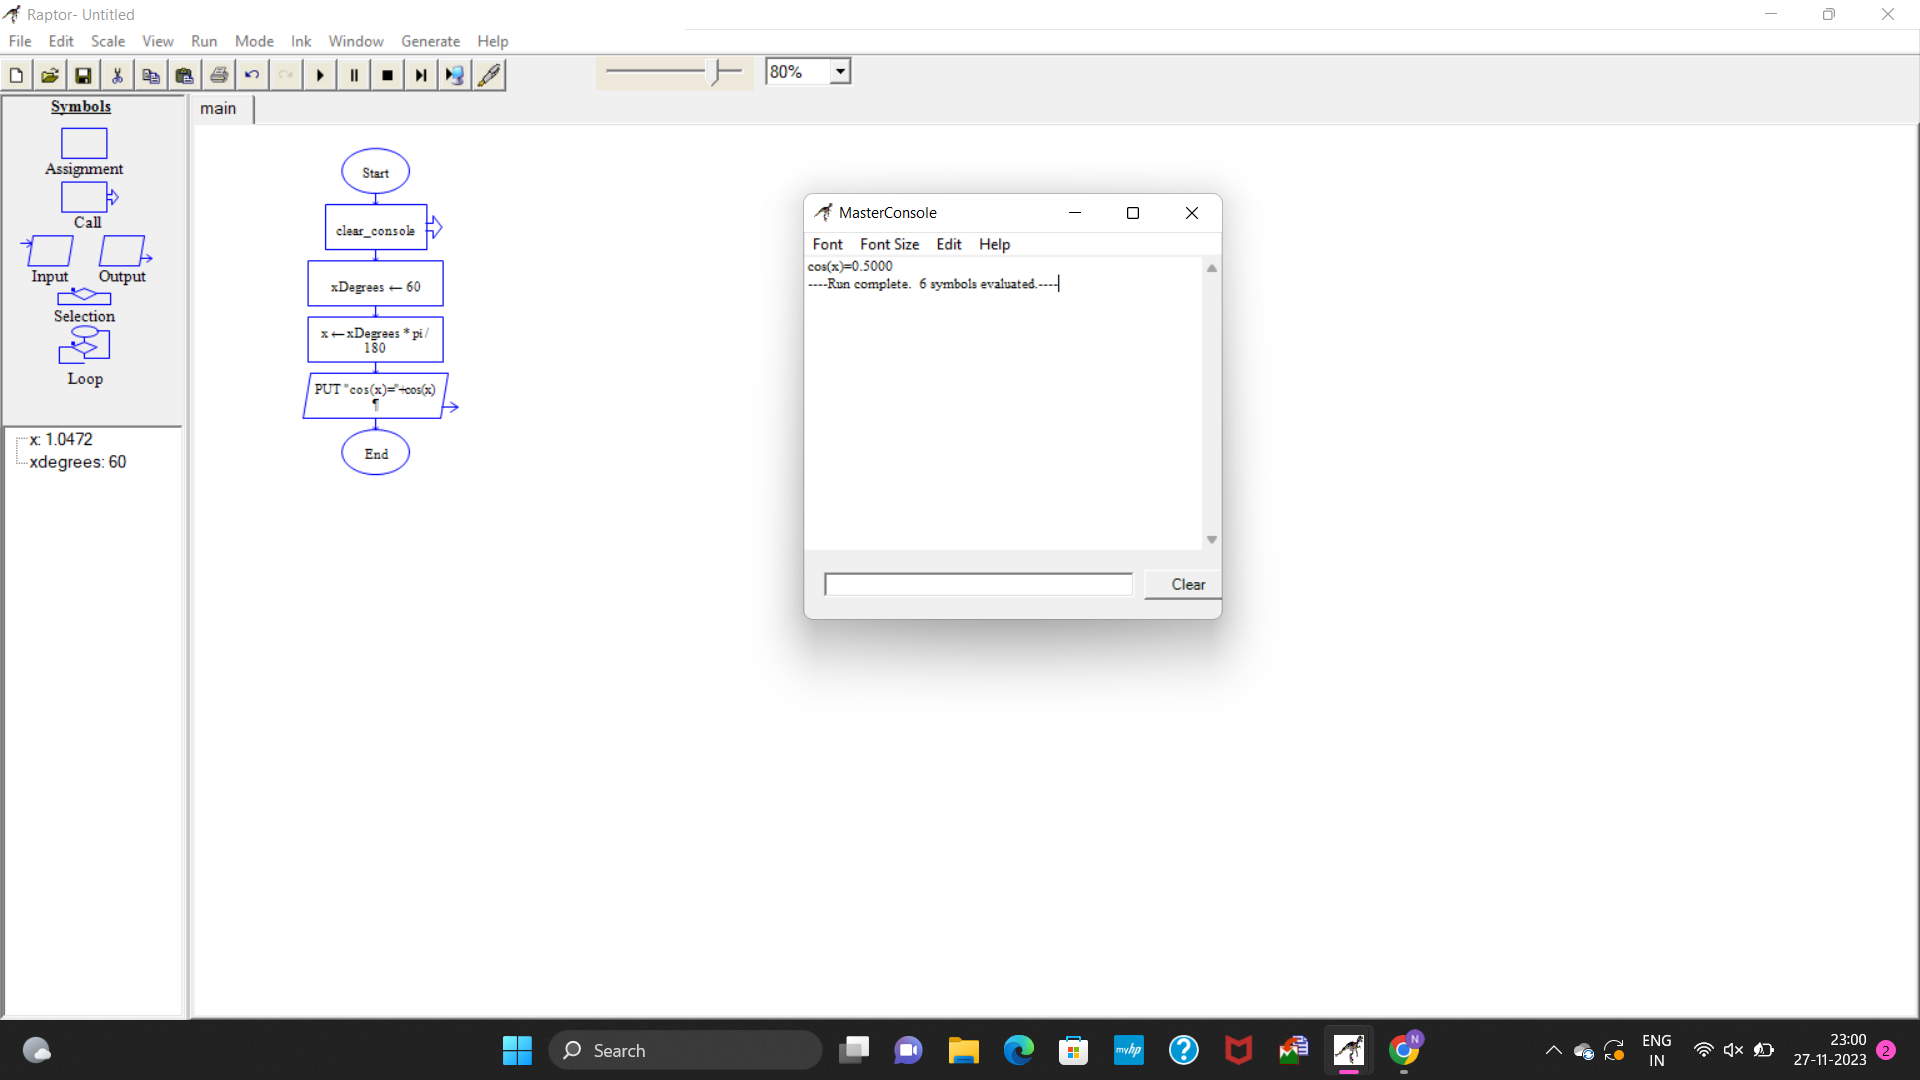 Raptor- Untitled
File Edit Scale View Run Mode Ink Window Generate Help
80%
Symbols
Assignment
Call
Input Output
Selection
Loop
x: 1.0472
xdegrees: 60
main
Start
clear_console
xDegrees ← 60
x ← xDegrees * pi /
180
PUT "cos(x)="+cos(x)
¶
End
MasterConsole
Font Font Size Edit Help
cos(x)=0.5000
----Run complete.  6 symbols evaluated.----
Clear
Search
myhp
N
ENG
IN
23:00
27-11-2023
2